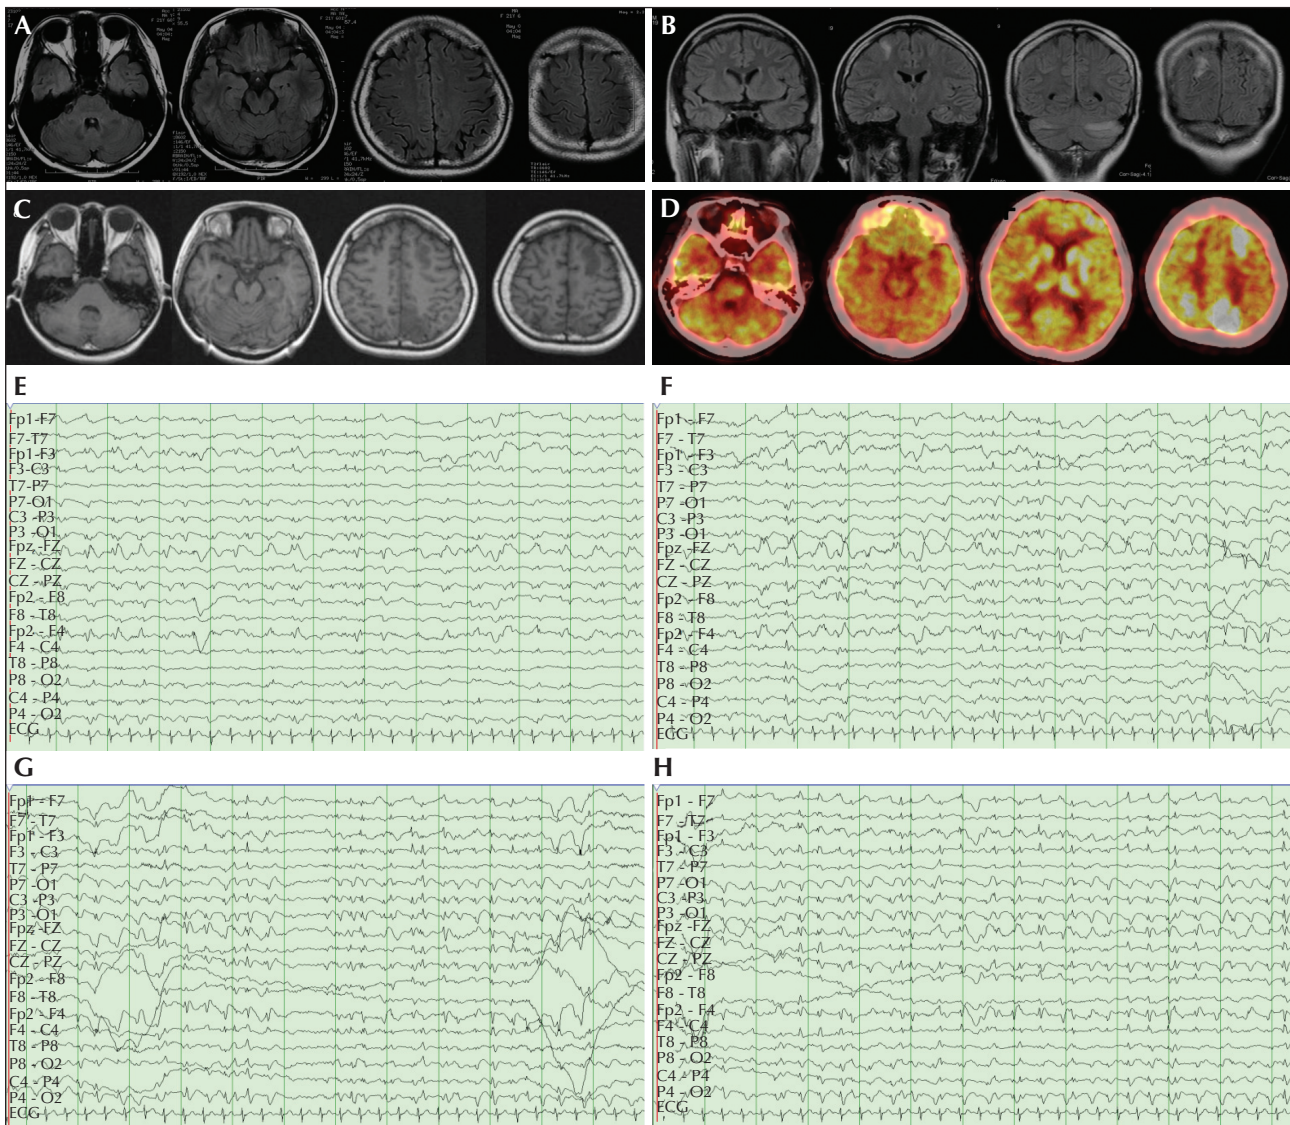 A
B
C
D
E
Fp1-F7
F7-T7
Fp1-F3
F3-C3
T7-P7
P7-O1
C3 -P3
P3 -O1
Fpz -FZ
FZ - CZ
CZ - PZ
Fp2 - F8
F8 - T8
Fp2 - F4
F4 - C4
T8 - P8
P8 - O2
C4 - P4
P4 - O2
ECG
F
Fp1 - F7
F7 - T7
Fp1 - F3
F3 - C3
T7 - P7
P7 -O1
C3 -P3
P3 -O1
Fpz -FZ
FZ - CZ
CZ - PZ
Fp2 - F8
F8 - T8
Fp2 - F4
F4 - C4
T8 - P8
P8 - O2
C4 - P4
P4 - O2
ECG
G
Fp1 - F7
F7 - T7
Fp1 - F3
F3 - C3
T7 - P7
P7 -O1
C3 -P3
P3 -O1
Fpz -FZ
FZ - CZ
CZ - PZ
Fp2 - F8
F8 - T8
Fp2 - F4
F4 - C4
T8 - P8
P8 - O2
C4 - P4
P4 - O2
ECG
H
Fp1 - F7
F7 - T7
Fp1 - F3
F3 - C3
T7 - P7
P7 -O1
C3 -P3
P3 -O1
Fpz -FZ
FZ - CZ
CZ - PZ
Fp2 - F8
F8 - T8
Fp2 - F4
F4 - C4
T8 - P8
P8 - O2
C4 - P4
P4 - O2
ECG